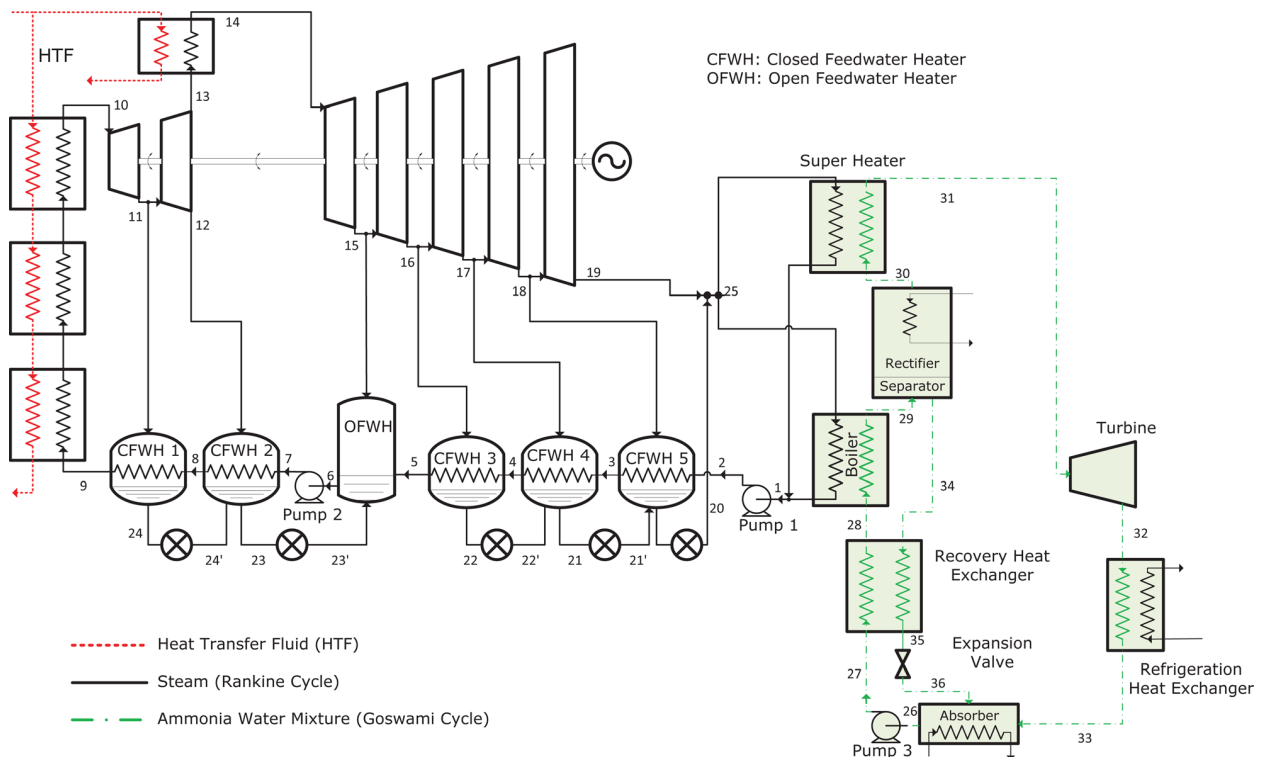 14
HTF
CFWH: Closed Feedwater Heater
OFWH: Open Feedwater Heater
13
10
Super Heater
11
12
31
15
16
17
18
19
25
30
Rectifier
Separator
29
OFWH
Boiler
Turbine
CFWH 1
8
CFWH 2
7
6
5
CFWH 3
4
CFWH 4
3
CFWH 5
2
1
9
Pump 2
Pump 1
20
34
28
32
24
24'
23
23'
22
22'
21
21'
Recovery Heat
Exchanger
Heat Transfer Fluid (HTF)
35
Expansion
Valve
27
36
Refrigeration
Heat Exchanger
Steam (Rankine Cycle)
Ammonia Water Mixture (Goswami Cycle)
26
Absorber
33
Pump 3